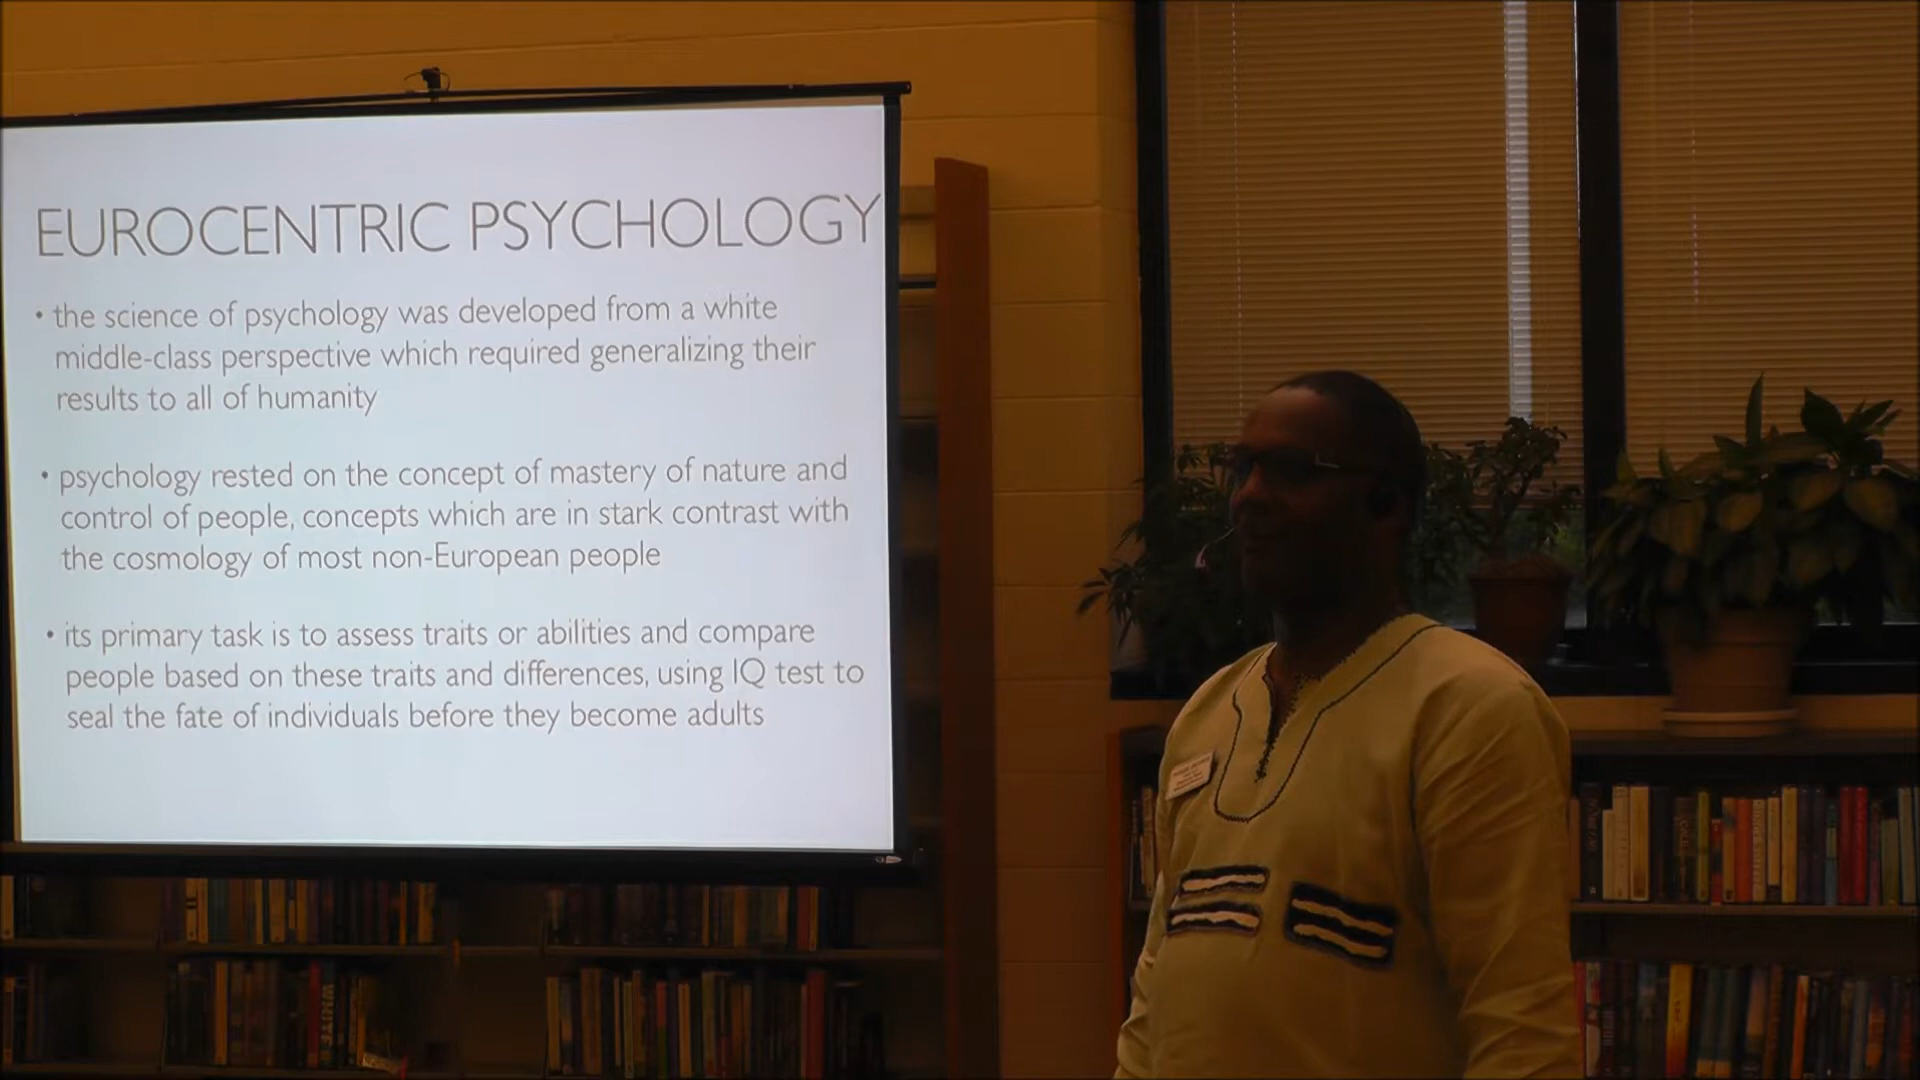 EUROCENTRIC PSYCHOLOGY
• the science of psychology was developed from a white
middle-class perspective which required generalizing their
results to all of humanity
• psychology rested on the concept of mastery of nature and
control of people, concepts which are in stark contrast with
the cosmology of most non-European people
• its primary task is to assess traits or abilities and compare
people based on these traits and differences, using IQ test to
seal the fate of individuals before they become adults
WHITE